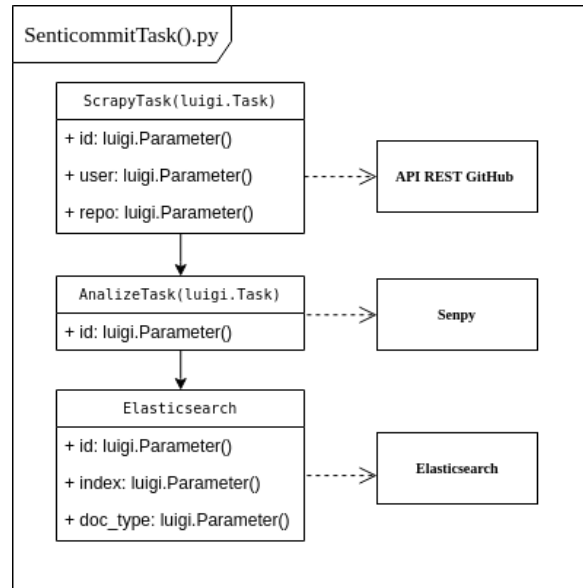 SenticommitTask().py
ScrapyTask(luigi.Task)
+ id: luigi.Parameter()
+ user: luigi.Parameter()
+ repo: luigi.Parameter()
API REST GitHub
AnalizeTask(luigi.Task)
+ id: luigi.Parameter()
Senpy
Elasticsearch
+ id: luigi.Parameter()
+ index: luigi.Parameter()
+ doc_type: luigi.Parameter()
Elasticsearch